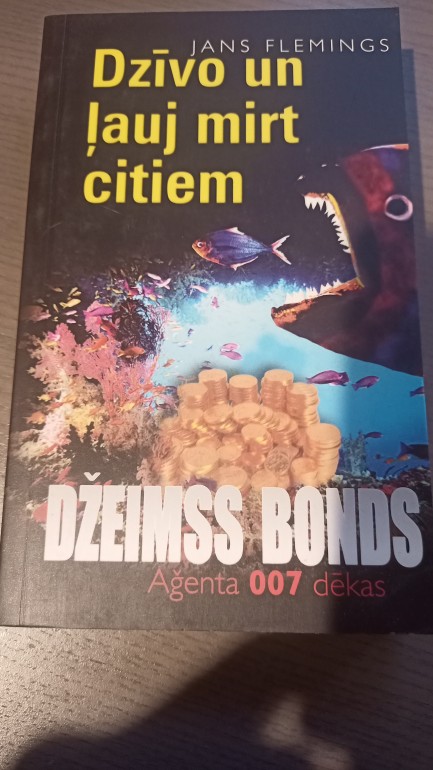 JANS FLEMINGS
Dzīvo un
ļauj mirt
citiem
DŽEIMSS BONDS
Aģenta 007 dēkas